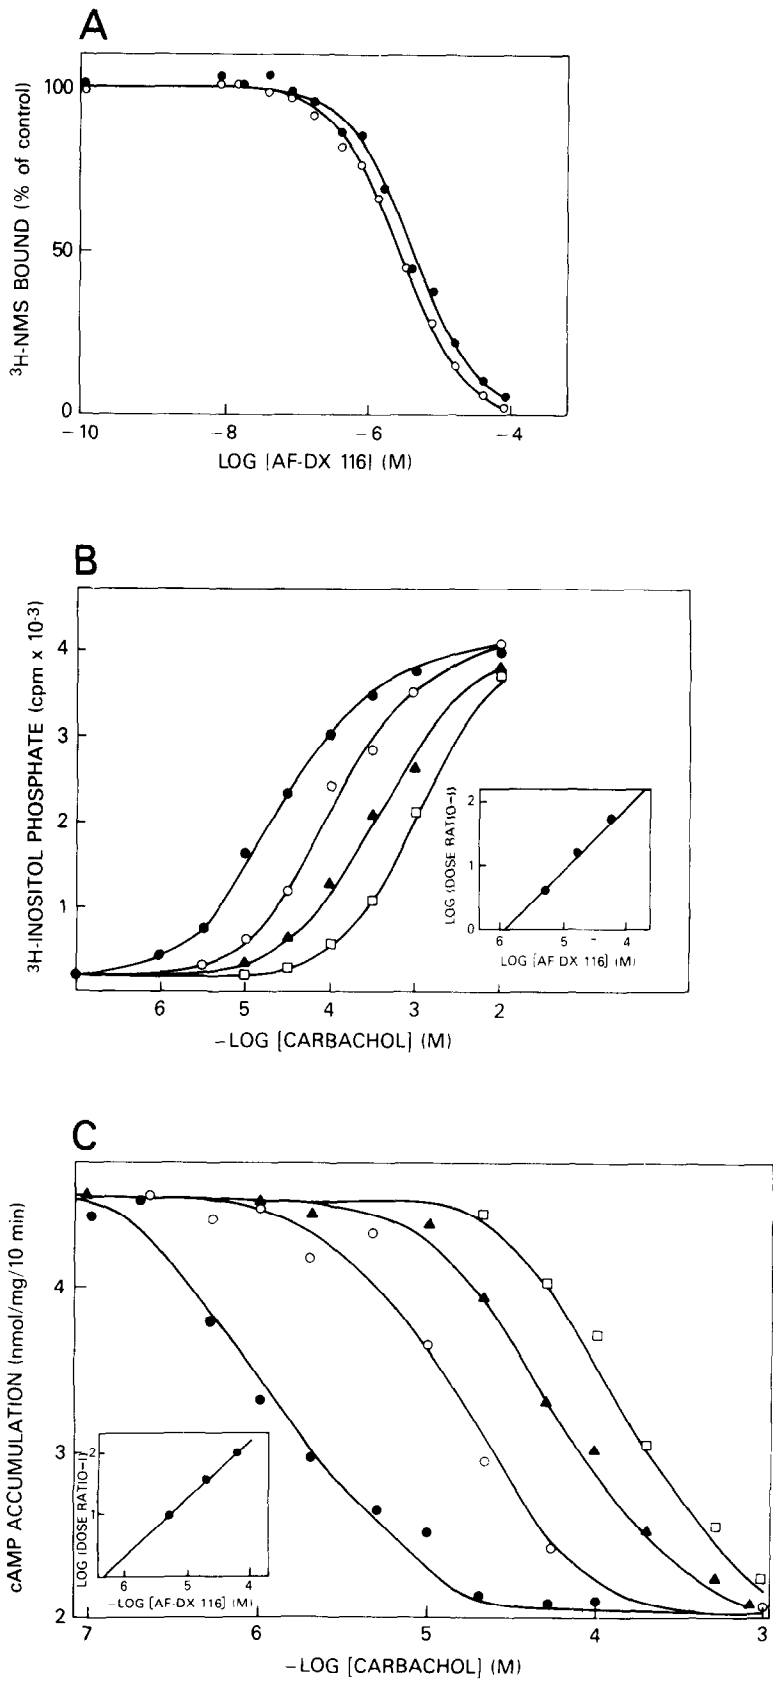 A
³H-NMS BOUND (% of control)
100
50
0
−10
−8
−6
−4
LOG [AF-DX 116] (M)
B
³H-INOSITOL PHOSPHATE (cpm x 10⁻³)
4
3
2
1
6
5
4
3
2
−LOG [CARBACHOL] (M)
LOG (DOSE RATIO−1)
2
1
0
6
5
4
LOG [AF DX 116] (M)
C
cAMP ACCUMULATION (nmol/mg/10 min)
4
3
2
7
6
5
4
3
−LOG [CARBACHOL] (M)
LOG (DOSE RATIO−1)
2
1
6
5
4
−LOG [AF-DX 116] (M)